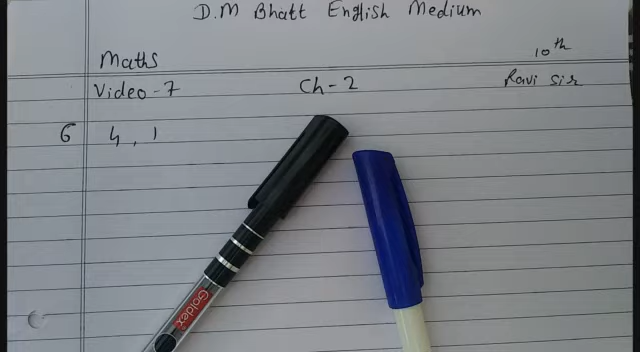 D.M Bhatt English Medium
Maths 10th
Video-7 Ch-2 Ravi Sir
6 4, 1
Goldex